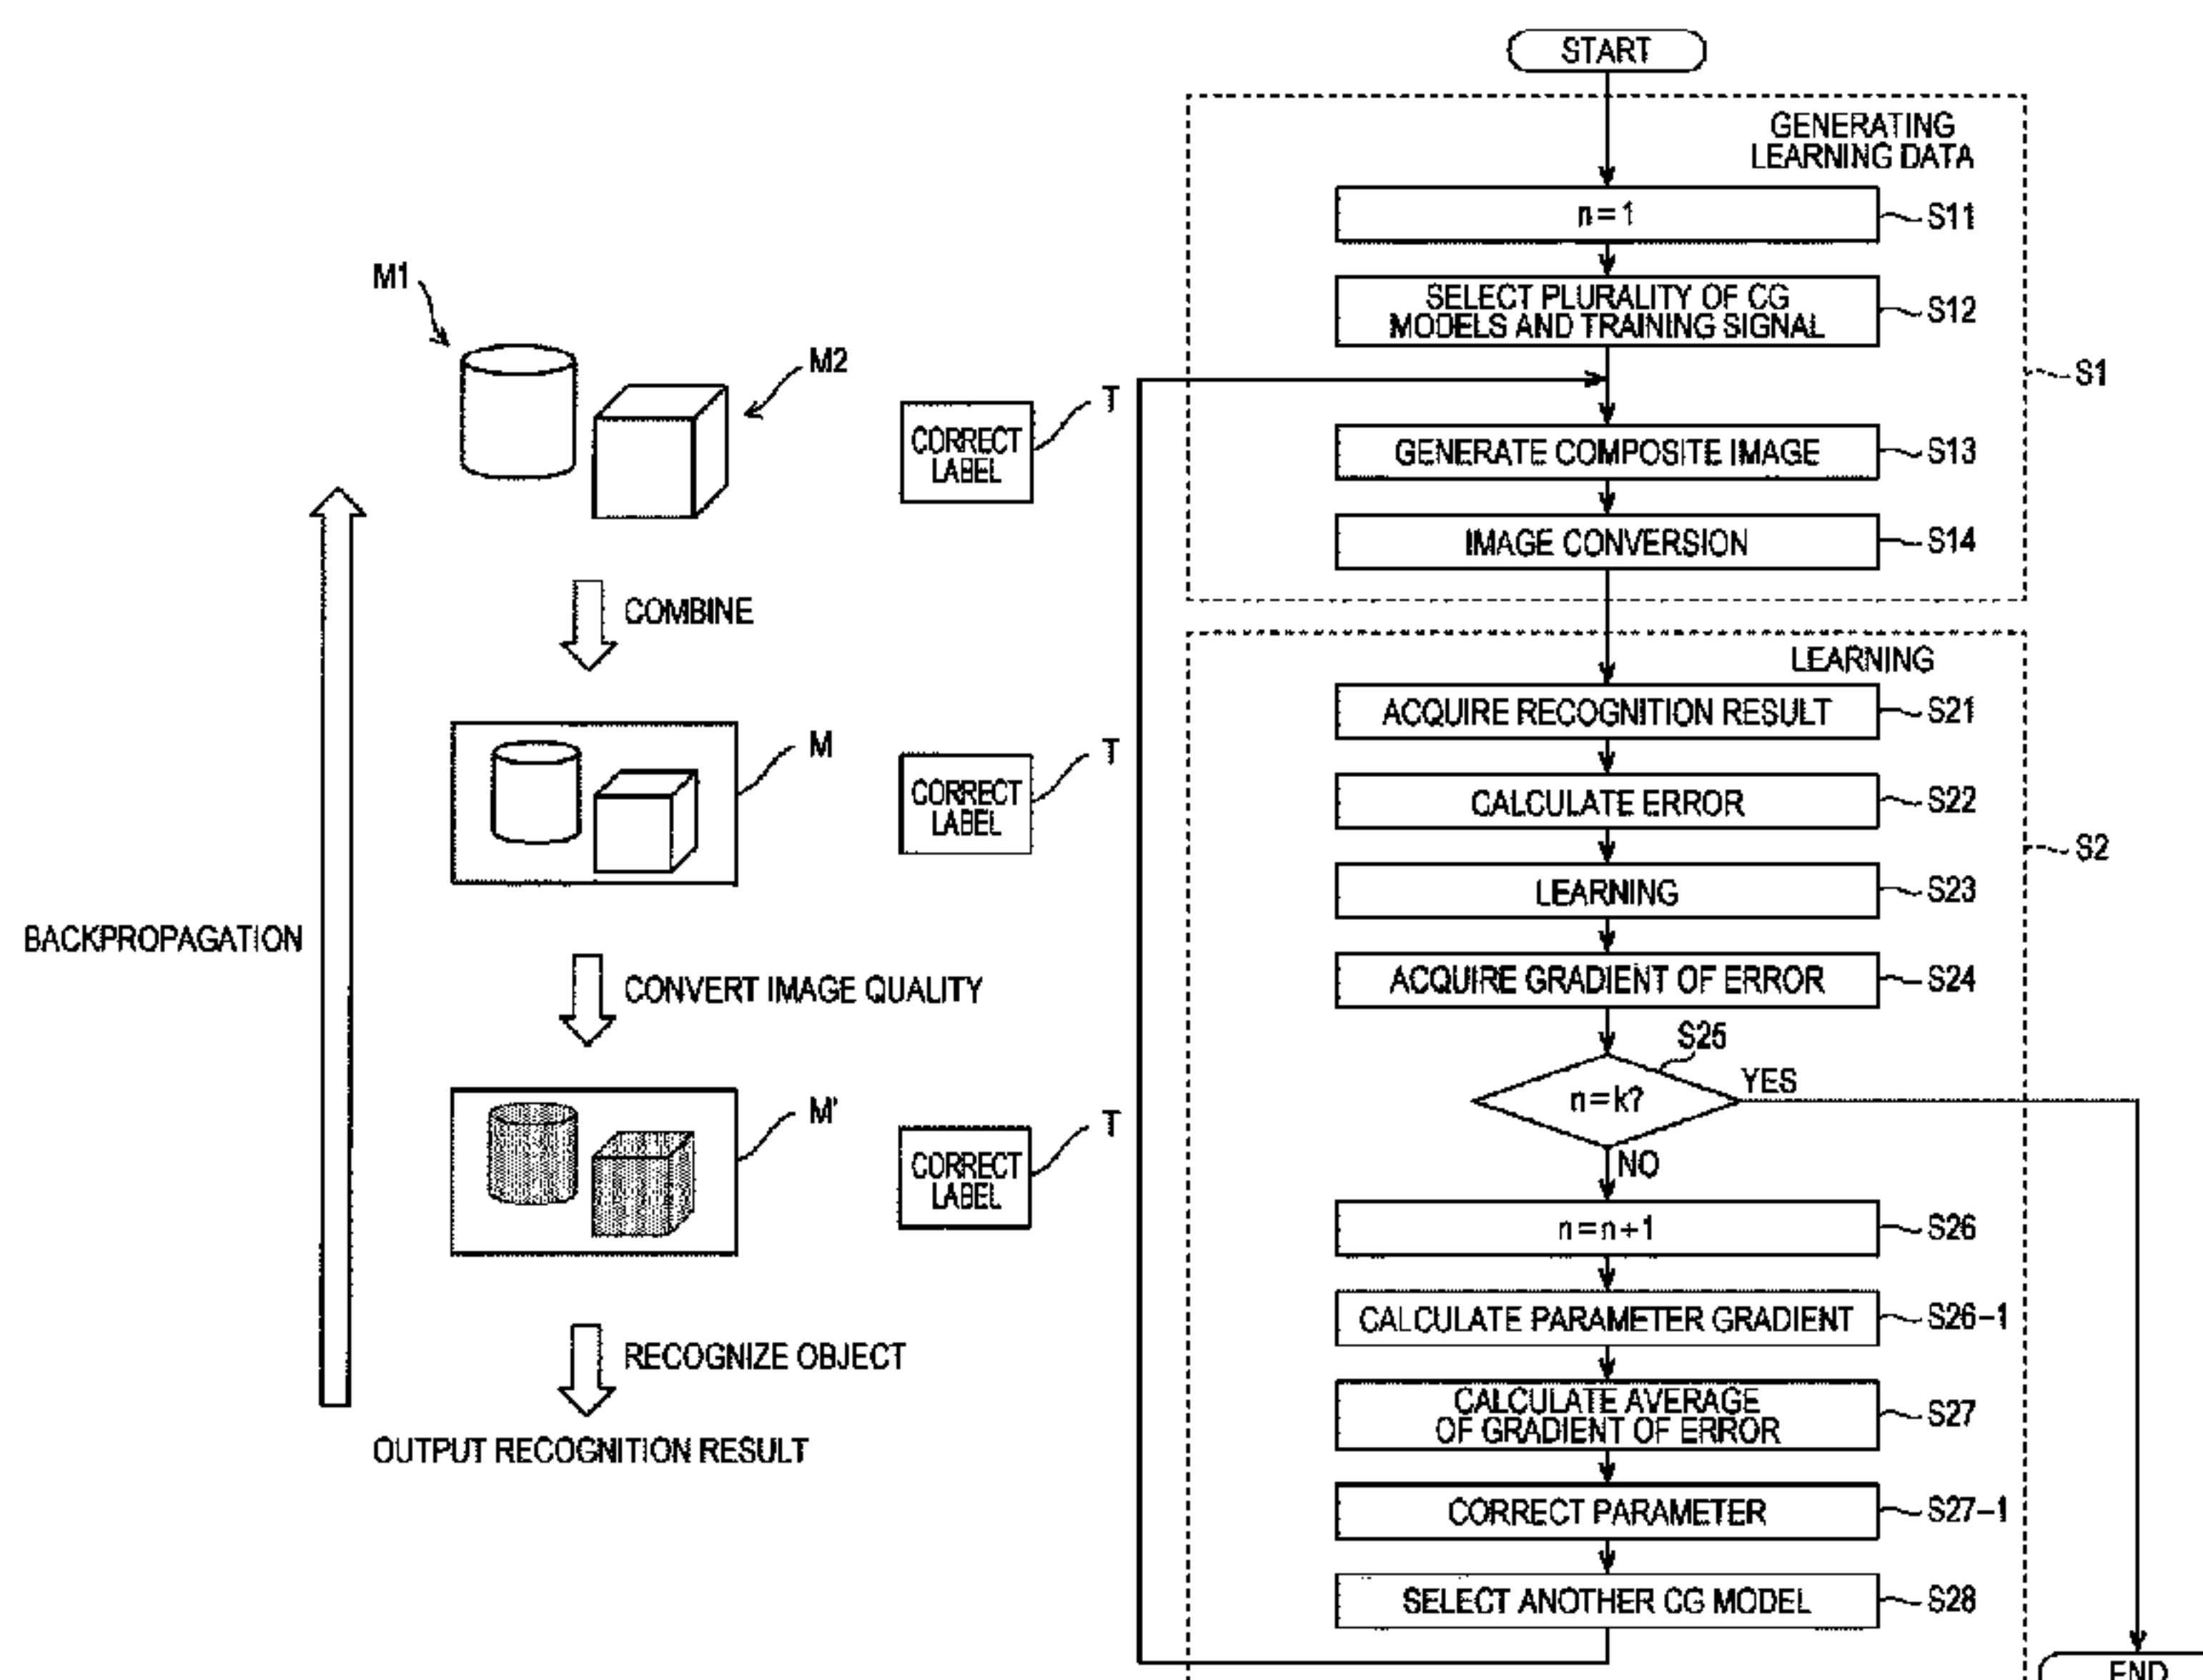 M1
M2
T
CORRECT
LABEL
COMBINE
M
T
CORRECT
LABEL
BACKPROPAGATION
CONVERT IMAGE QUALITY
M'
T
CORRECT
LABEL
RECOGNIZE OBJECT
OUTPUT RECOGNITION RESULT
START
GENERATING
LEARNING DATA
n=1
S11
SELECT PLURALITY OF CG
MODELS AND TRAINING SIGNAL
S12
S1
GENERATE COMPOSITE IMAGE
S13
IMAGE CONVERSION
S14
LEARNING
ACQUIRE RECOGNITION RESULT
S21
CALCULATE ERROR
S22
S2
LEARNING
S23
ACQUIRE GRADIENT OF ERROR
S24
S25
n=k?
YES
NO
n=n+1
S26
CALCULATE PARAMETER GRADIENT
S26-1
CALCULATE AVERAGE
OF GRADIENT OF ERROR
S27
CORRECT PARAMETER
S27-1
SELECT ANOTHER CG MODEL
S28
END